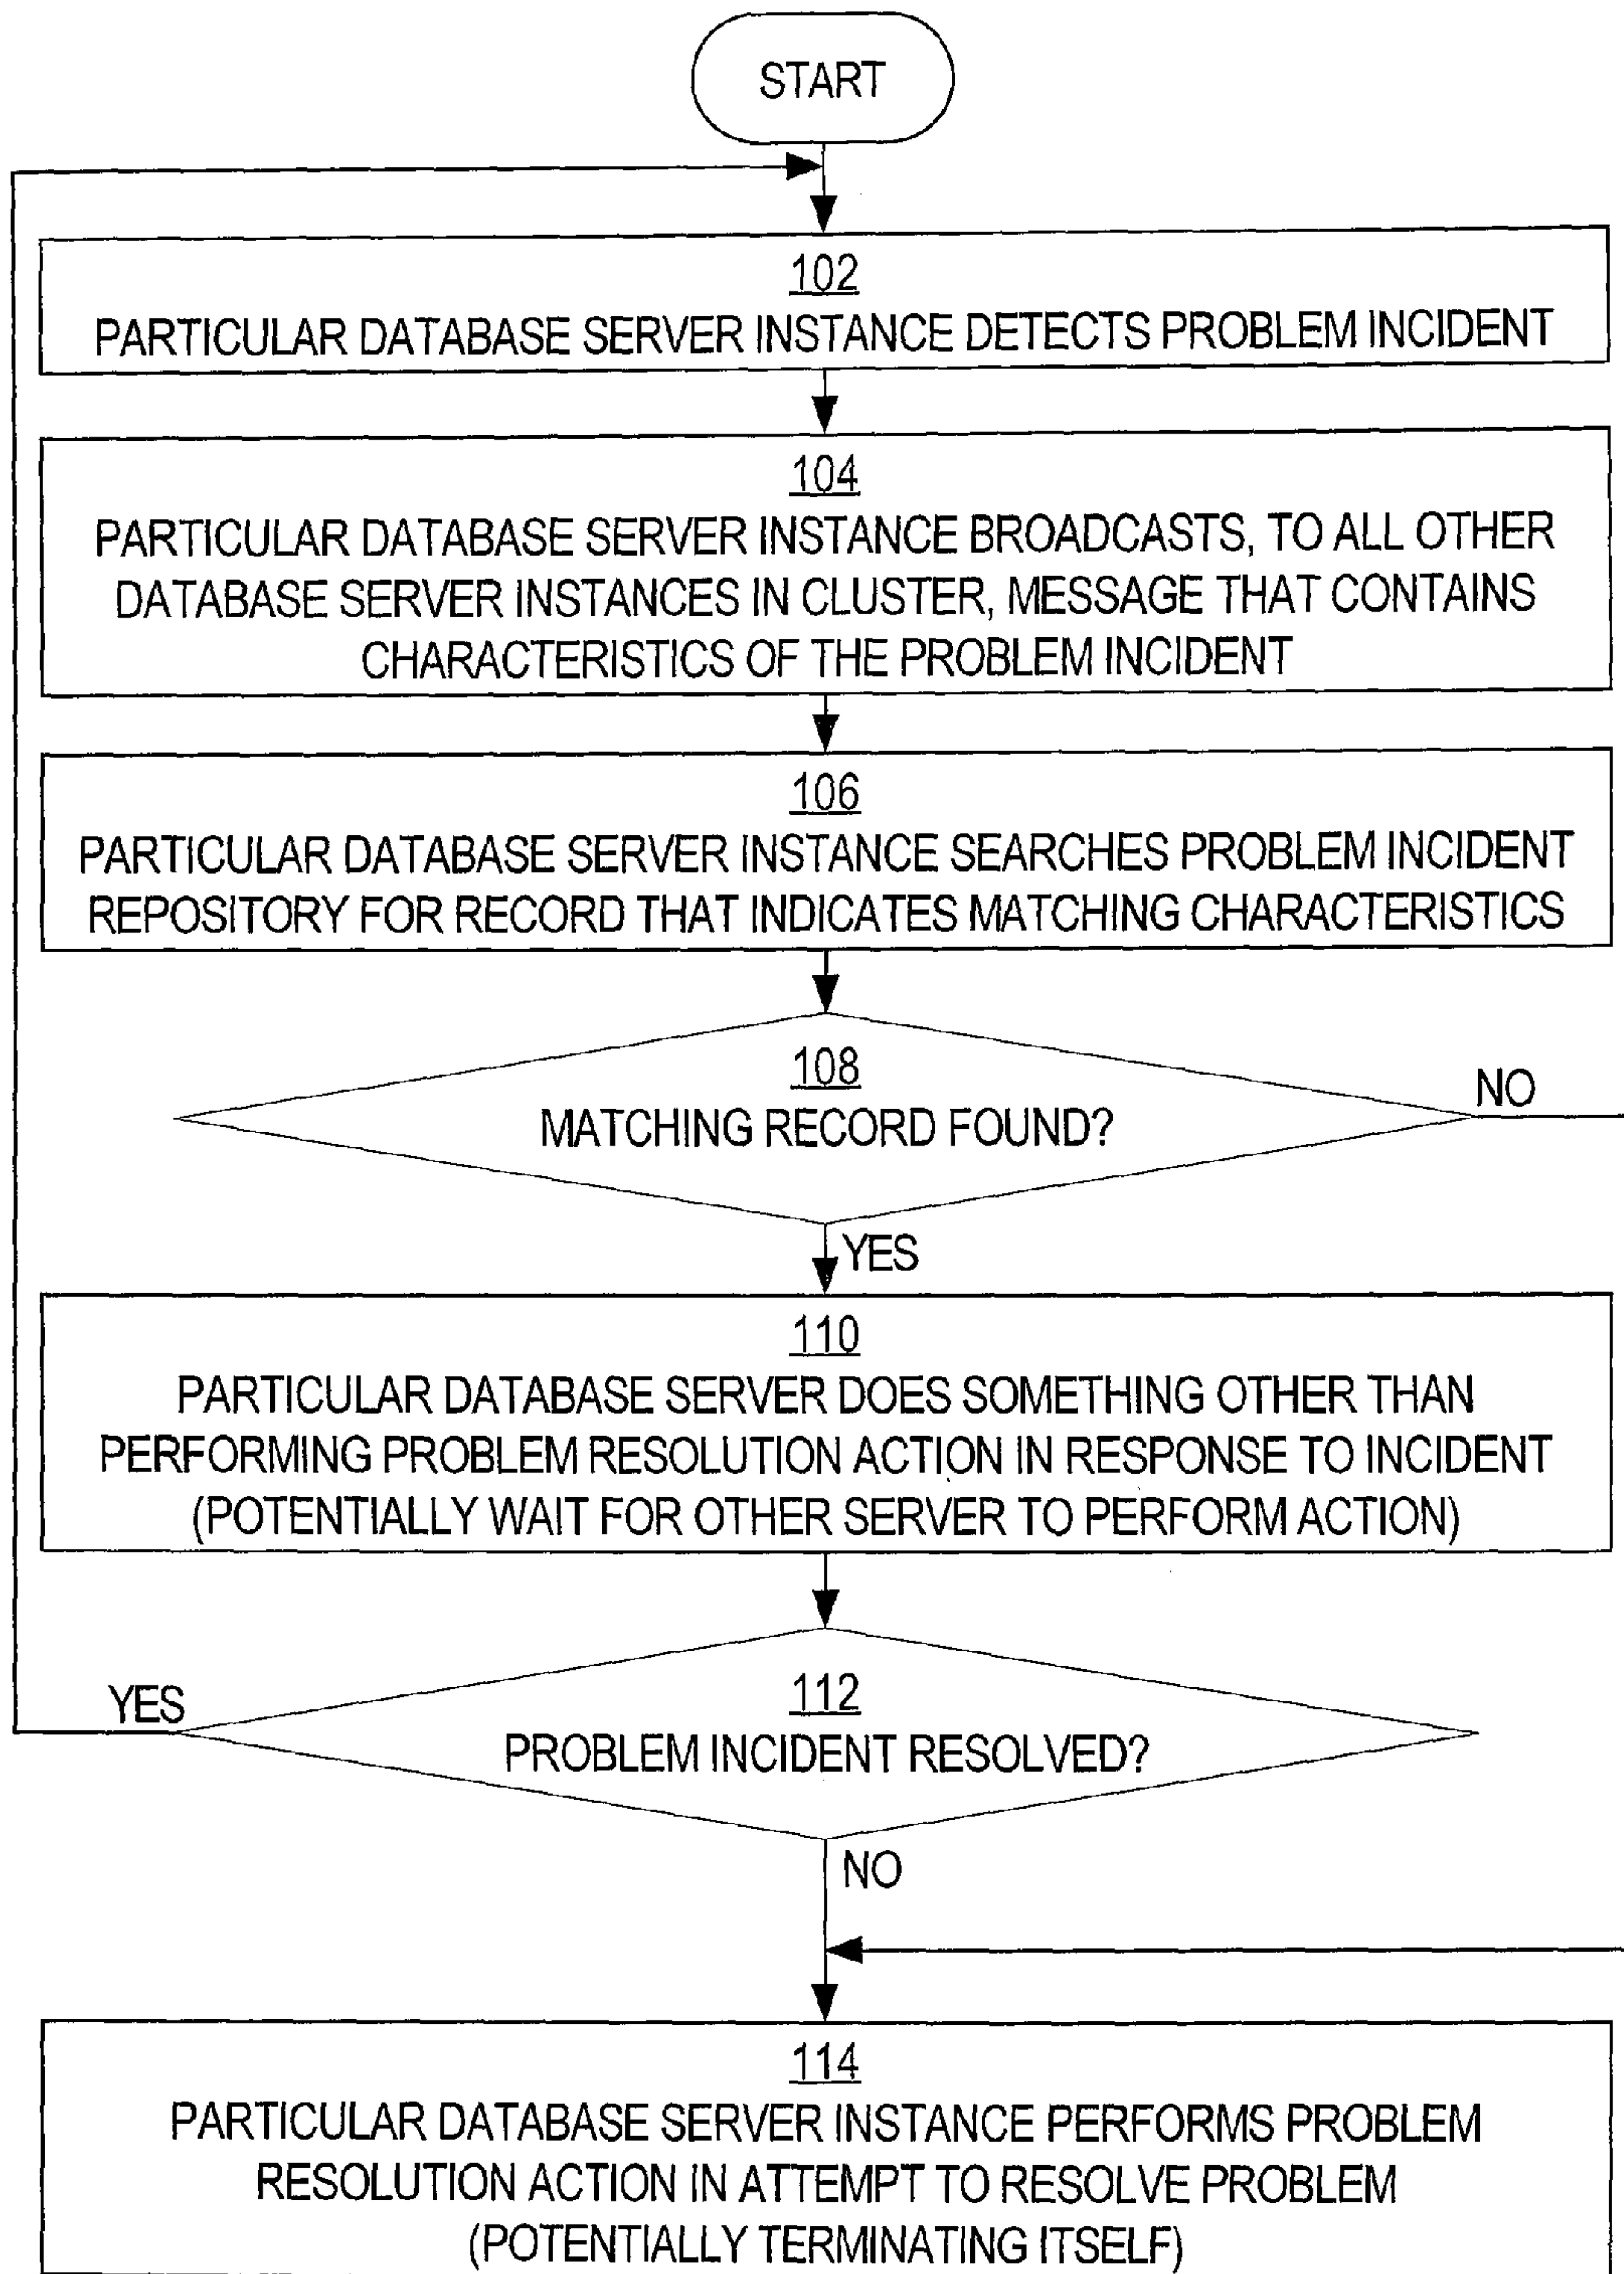 START
102
PARTICULAR DATABASE SERVER INSTANCE DETECTS PROBLEM INCIDENT
104
PARTICULAR DATABASE SERVER INSTANCE BROADCASTS, TO ALL OTHER
DATABASE SERVER INSTANCES IN CLUSTER, MESSAGE THAT CONTAINS
CHARACTERISTICS OF THE PROBLEM INCIDENT
106
PARTICULAR DATABASE SERVER INSTANCE SEARCHES PROBLEM INCIDENT
REPOSITORY FOR RECORD THAT INDICATES MATCHING CHARACTERISTICS
108
MATCHING RECORD FOUND?
NO
YES
110
PARTICULAR DATABASE SERVER DOES SOMETHING OTHER THAN
PERFORMING PROBLEM RESOLUTION ACTION IN RESPONSE TO INCIDENT
(POTENTIALLY WAIT FOR OTHER SERVER TO PERFORM ACTION)
YES
112
PROBLEM INCIDENT RESOLVED?
NO
114
PARTICULAR DATABASE SERVER INSTANCE PERFORMS PROBLEM
RESOLUTION ACTION IN ATTEMPT TO RESOLVE PROBLEM
(POTENTIALLY TERMINATING ITSELF)